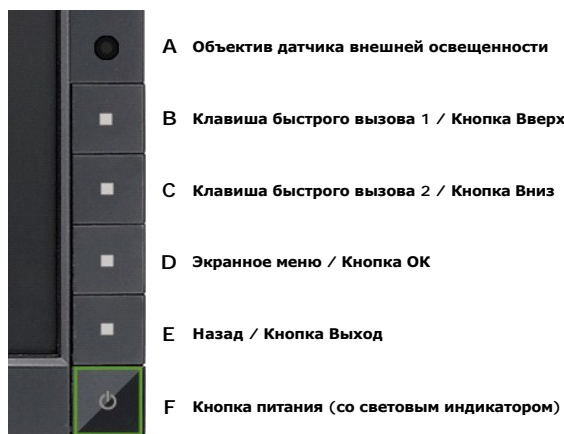 A Объектив датчика внешней освещенности
B Клавиша быстрого вызова 1 / Кнопка Вверх
C Клавиша быстрого вызова 2 / Кнопка Вниз
D Экранное меню / Кнопка ОК
E Назад / Кнопка Выход
F Кнопка питания (со световым индикатором)